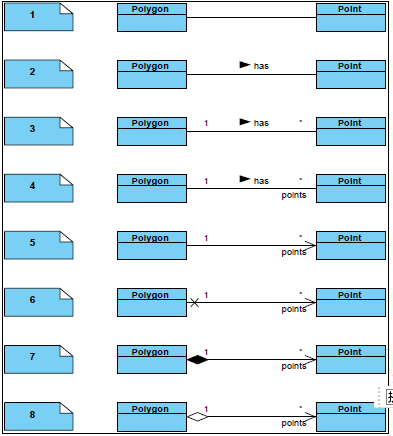 1 Polygon Point
2 Polygon has Point
3 Polygon 1 has * Point
4 Polygon 1 has * Point
points
5 Polygon 1 * Point
points
6 Polygon 1 * Point
points
7 Polygon 1 * Point
points
8 Polygon 1 * Point
points